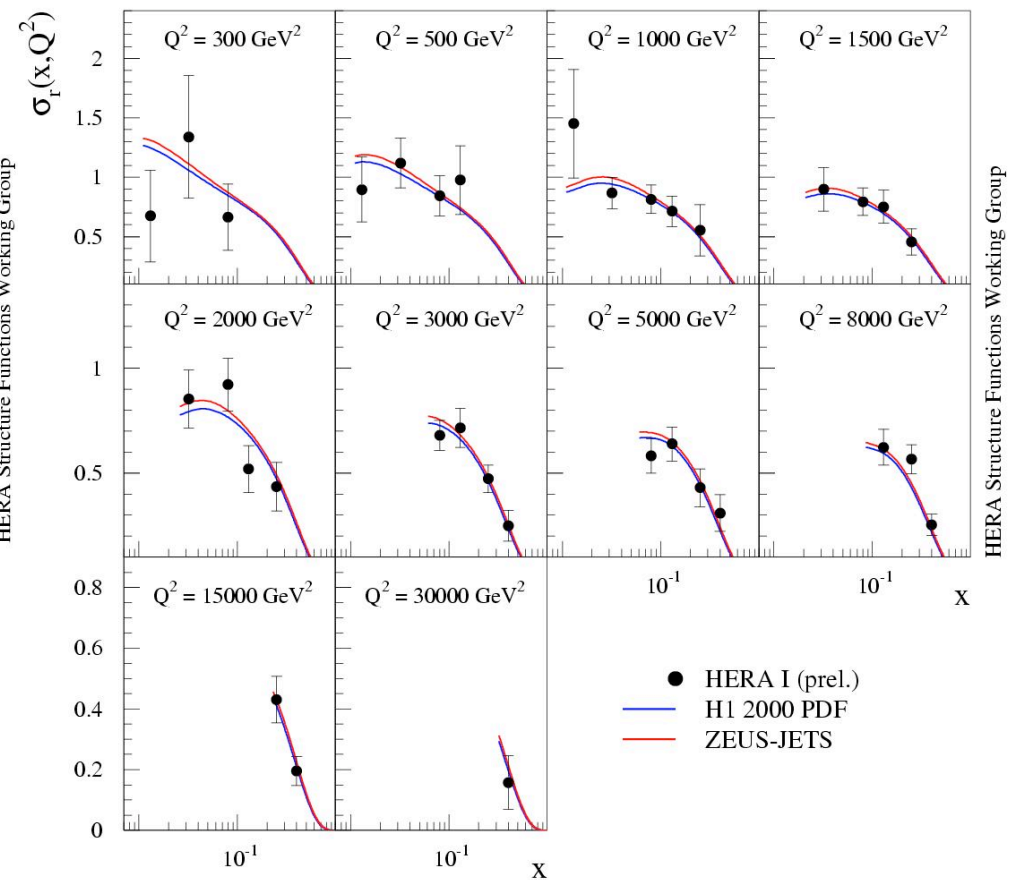 σr(x,Q²)
HERA Structure Functions Working Group
HERA Structure Functions Working Group
Q² = 300 GeV²
Q² = 500 GeV²
Q² = 1000 GeV²
Q² = 1500 GeV²
2
1.5
1
0.5
Q² = 2000 GeV²
Q² = 3000 GeV²
Q² = 5000 GeV²
Q² = 8000 GeV²
1
0.5
10⁻¹
10⁻¹
x
Q² = 15000 GeV²
Q² = 30000 GeV²
0.8
0.6
0.4
0.2
0
10⁻¹
10⁻¹
x
HERA I (prel.)
H1 2000 PDF
ZEUS-JETS